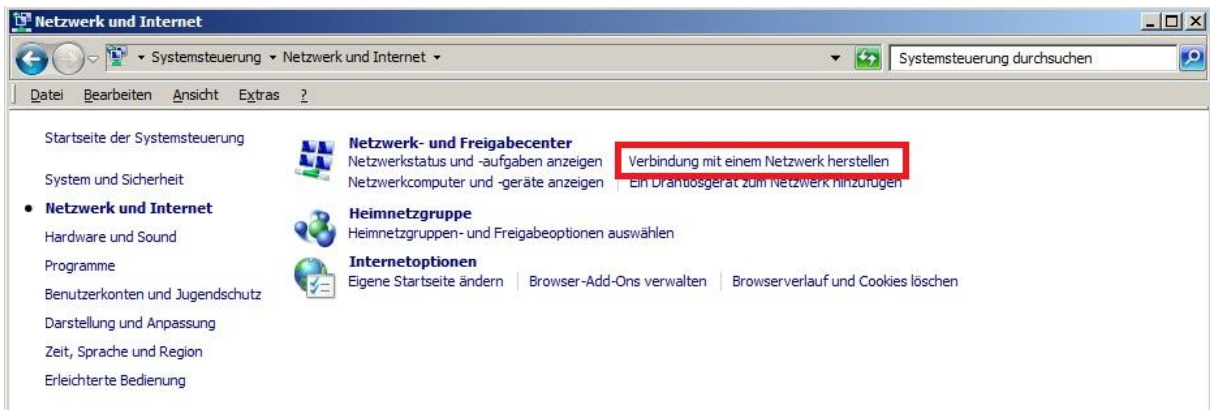 Netzwerk und Internet
Systemsteuerung Netzwerk und Internet Systemsteuerung durchsuchen
Datei Bearbeiten Ansicht Extras ?
Startseite der Systemsteuerung
System und Sicherheit
Netzwerk und Internet
Hardware und Sound
Programme
Benutzerkonten und Jugendschutz
Darstellung und Anpassung
Zeit, Sprache und Region
Erleichterte Bedienung
Netzwerk- und Freigabecenter
Netzwerkstatus und -aufgaben anzeigen Verbindung mit einem Netzwerk herstellen
Netzwerkcomputer und -geräte anzeigen Ein Drahtlosgerät zum Netzwerk hinzufügen
Heimnetzgruppe
Heimnetzgruppen- und Freigabeoptionen auswählen
Internetoptionen
Eigene Startseite ändern Browser-Add-Ons verwalten Browserverlauf und Cookies löschen